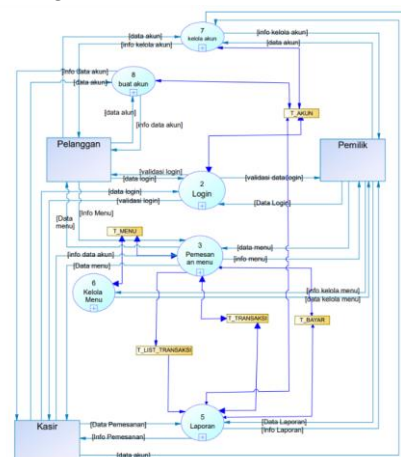 7
kelola akun
[data akun]
[info kelola akun]
[info kelola akun]
[data akun]
8
buat akun
[Info data akun]
[data akun]
[data akun]
T_AKUN
[data alun]
[info data akun]
Pelanggan
Pemilik
[validasi login]
[data login]
2
Login
[validasi data login]
[data login]
validasi login]
[Data Login]
[Data menu]
[Info Menu]
T_MENU
3
Pemesan
an menu
[data menu]
[info menu]
[info data akun]
[Data menu]
6
Kelola
Menu
[info kelola menu]
[data kelola menu]
T_TRANSAKSI
T_BAYAR
T_LIST_TRANSAKSI
5
Laporan
Kasir
[Data Pemesanan]
[Info Pemesanan]
[Data Laporan]
[Info Laporan]
[data akun]